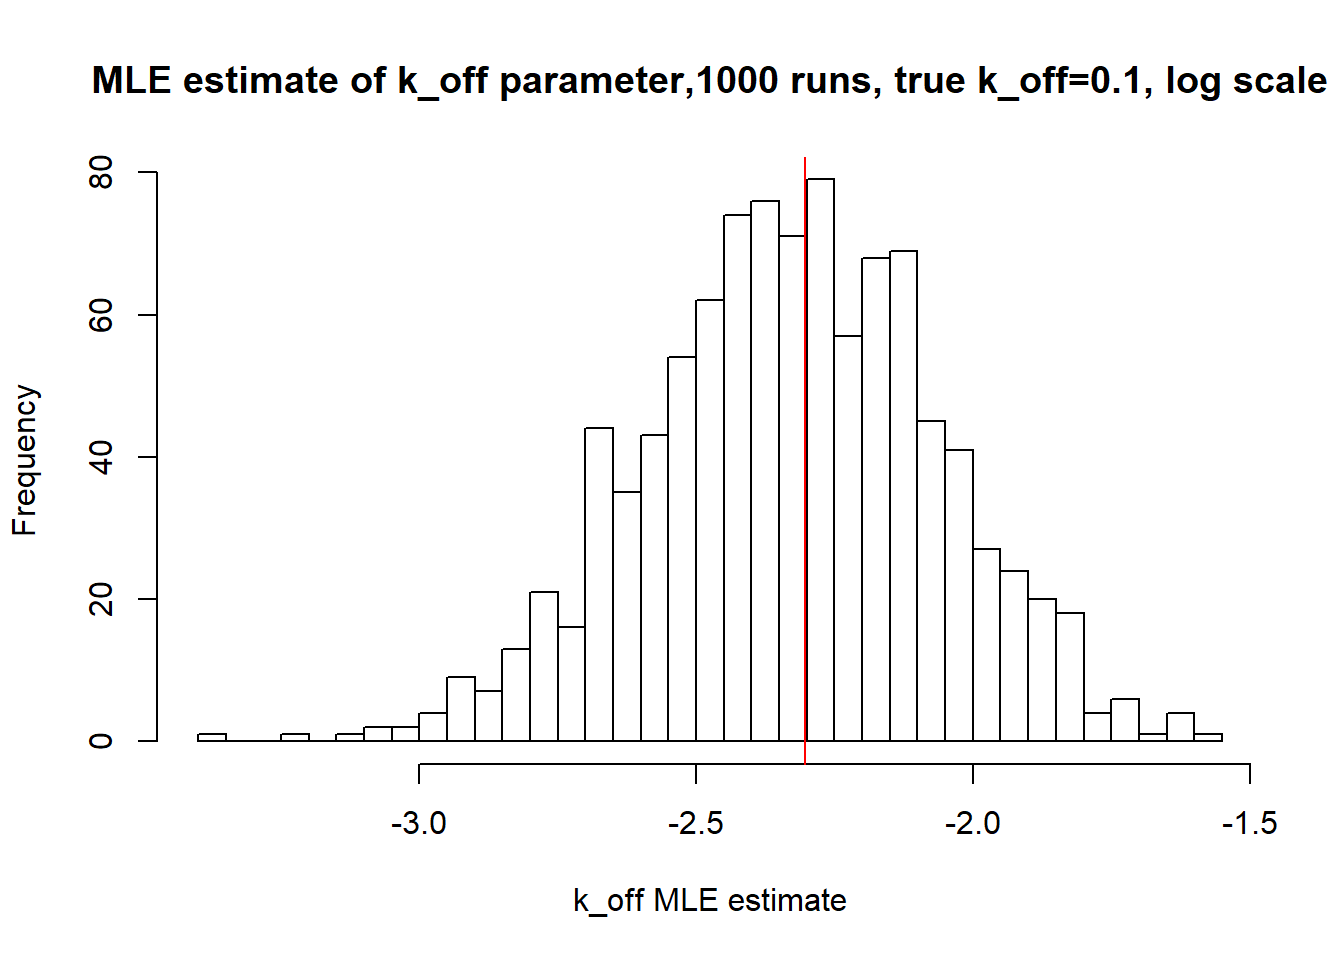 MLE estimate of k_off parameter,1000 runs, true k_off=0.1, log scale
80
60
40
20
0
Frequency
-3.0 -2.5 -2.0 -1.5
k_off MLE estimate